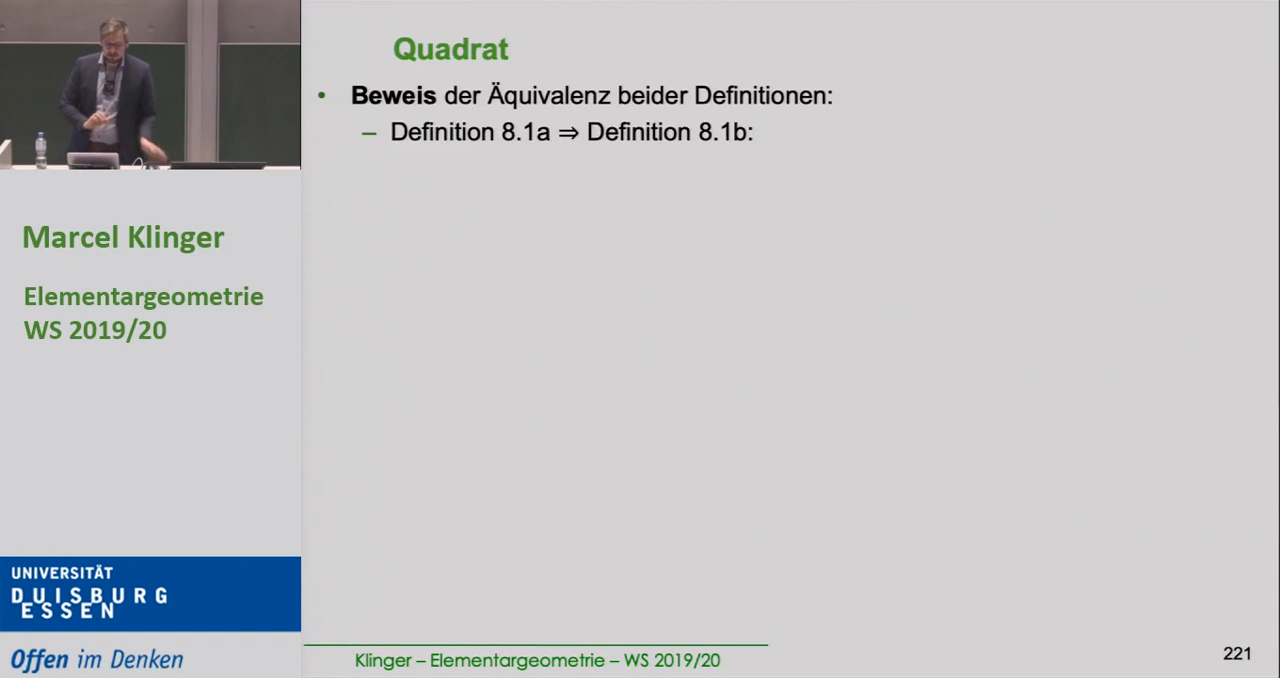 Quadrat
• Beweis der Äquivalenz beider Definitionen:
– Definition 8.1a ⇒ Definition 8.1b:
Marcel Klinger
Elementargeometrie
WS 2019/20
UNIVERSITÄT
DUISBURG
ESSEN
Offen im Denken
Klinger – Elementargeometrie – WS 2019/20
221